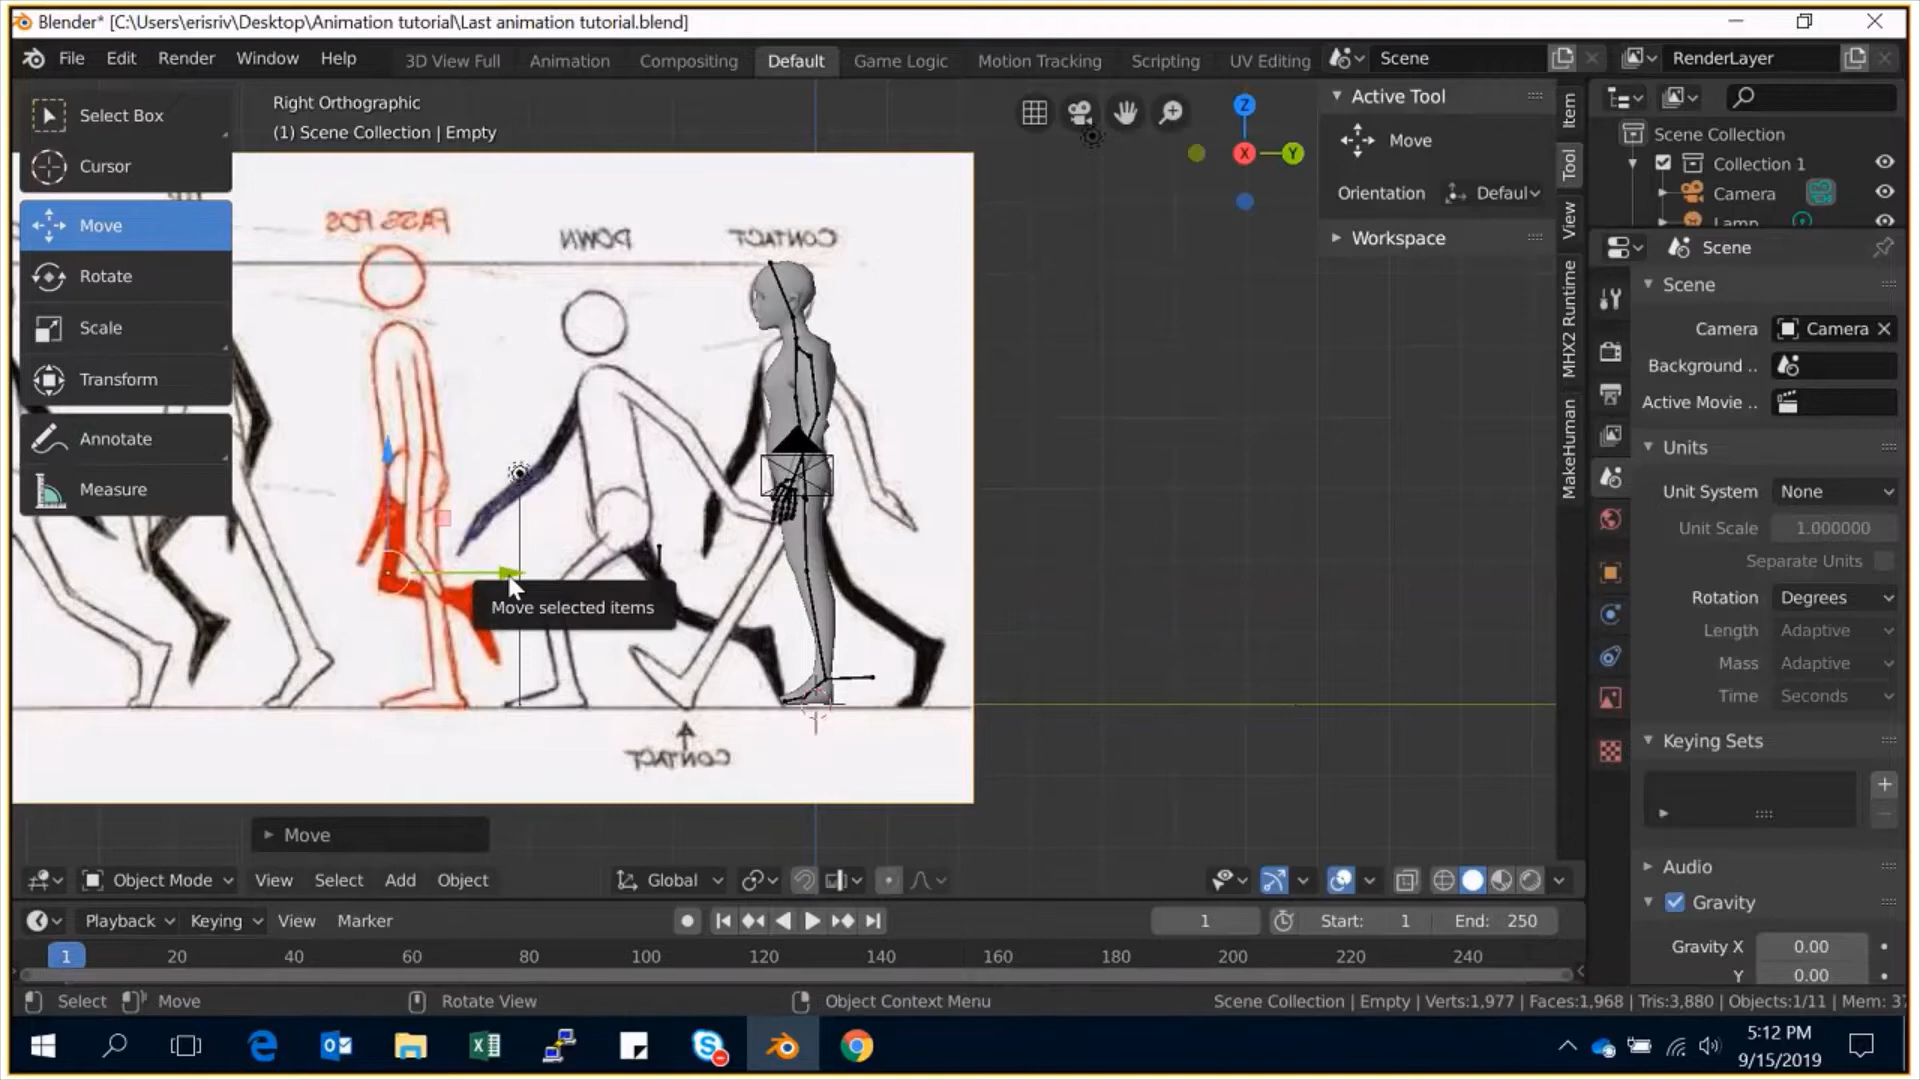 Blender* [C:\Users\erisriv\Desktop\Animation tutorial\Last animation tutorial.blend]
File Edit Render Window Help
3D View Full Animation Compositing Default Game Logic Motion Tracking Scripting UV Editing
Scene
RenderLayer
Select Box
Cursor
Move
Rotate
Scale
Transform
Annotate
Measure
Right Orthographic
(1) Scene Collection | Empty
PASS POS
DOWN
CONTACT
CONTACT
Move selected items
Z
X
Y
Active Tool
Move
Orientation Defaul
Workspace
Item
Tool
View
MHX2 Runtime
MakeHuman
Scene Collection
Collection 1
Camera
Lamp
Scene
Scene
Camera Camera
Background ..
Active Movie ..
Units
Unit System None
Unit Scale 1.000000
Separate Units
Rotation Degrees
Length Adaptive
Mass Adaptive
Time Seconds
Keying Sets
Audio
Gravity
Gravity X 0.00
Y 0.00
Move
Object Mode View Select Add Object Global
Playback Keying View Marker 1 Start: 1 End: 250
1 20 40 60 80 100 120 140 160 180 200 220 240
Select Move Rotate View Object Context Menu Scene Collection | Empty | Verts:1,977 | Faces:1,968 | Tris:3,880 | Objects:1/11 | Mem: 37
5:12 PM
9/15/2019